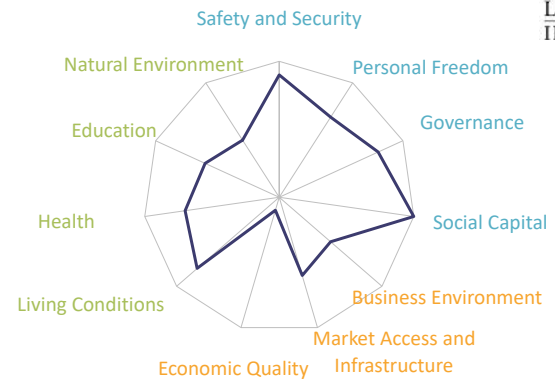 Safety and Security
Natural Environment
Personal Freedom
Education
Governance
Health
Social Capital
Living Conditions
Business Environment
Market Access and
Infrastructure
Economic Quality